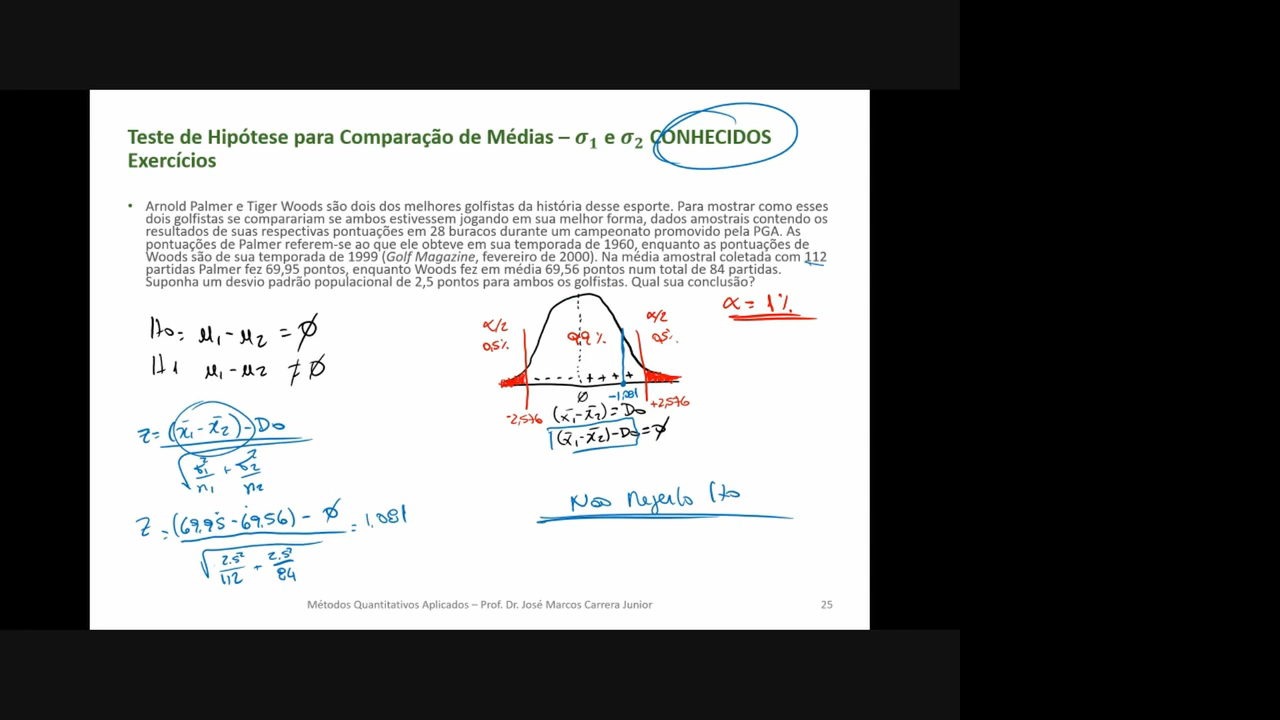 Teste de Hipótese para Comparação de Médias – σ₁ e σ₂ CONHECIDOS
Exercícios
• Arnold Palmer e Tiger Woods são dois dos melhores golfistas da história desse esporte. Para mostrar como esses
dois golfistas se comparariam se ambos estivessem jogando em sua melhor forma, dados amostrais contendo os
resultados de suas respectivas pontuações em 28 buracos durante um campeonato promovido pela PGA. As
pontuações de Palmer referem-se ao que ele obteve em sua temporada de 1960, enquanto as pontuações de
Woods são de sua temporada de 1999 (Golf Magazine, fevereiro de 2000). Na média amostral coletada com 112
partidas Palmer fez 69,95 pontos, enquanto Woods fez em média 69,56 pontos num total de 84 partidas.
Suponha um desvio padrão populacional de 2,5 pontos para ambos os golfistas. Qual sua conclusão?
α = 1%
H0: μ1 - μ2 = 0
H1 μ1 - μ2 ≠ 0
α/2 α/2
0,5% 99% 0,5%
- - - - - + + + +
0 -1,081
-2,576 +2,576
(x̄1 - x̄2) = D0
(x̄1 - x̄2) - D0 = 0
z = (x̄1 - x̄2) - D0
√ σ1²/n1 + σ2²/n2
Não Rejeito H0
z = (69,95 - 69,56) - 0 = 1,081
√ 2,5²/112 + 2,5²/84
Métodos Quantitativos Aplicados – Prof. Dr. José Marcos Carrera Junior 25